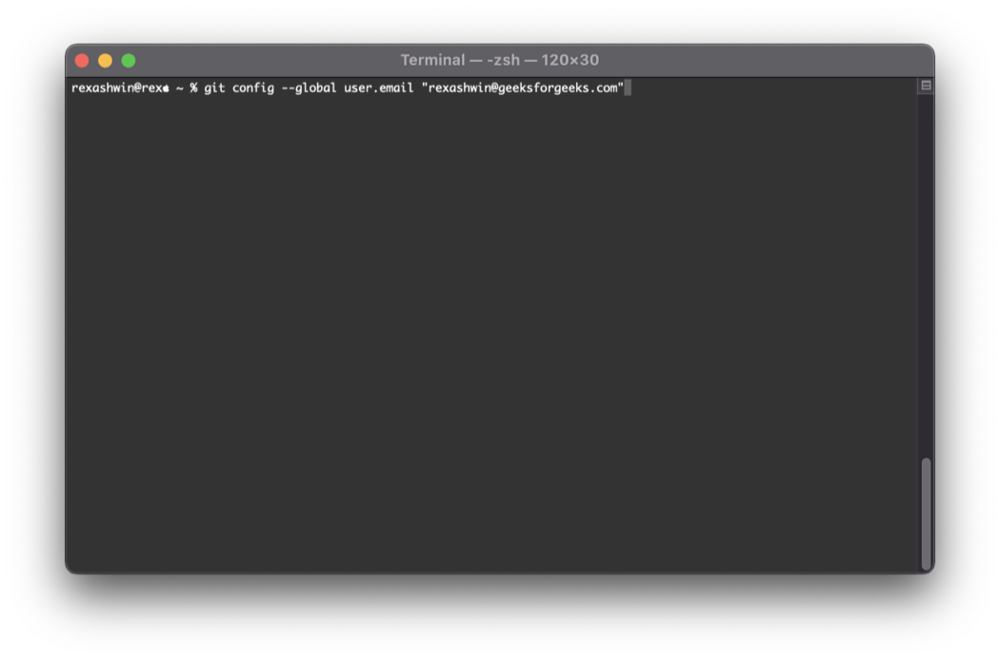 Terminal — -zsh — 120×30
rexashwin@rex ~ % git config --global user.email "rexashwin@geeksforgeeks.com"